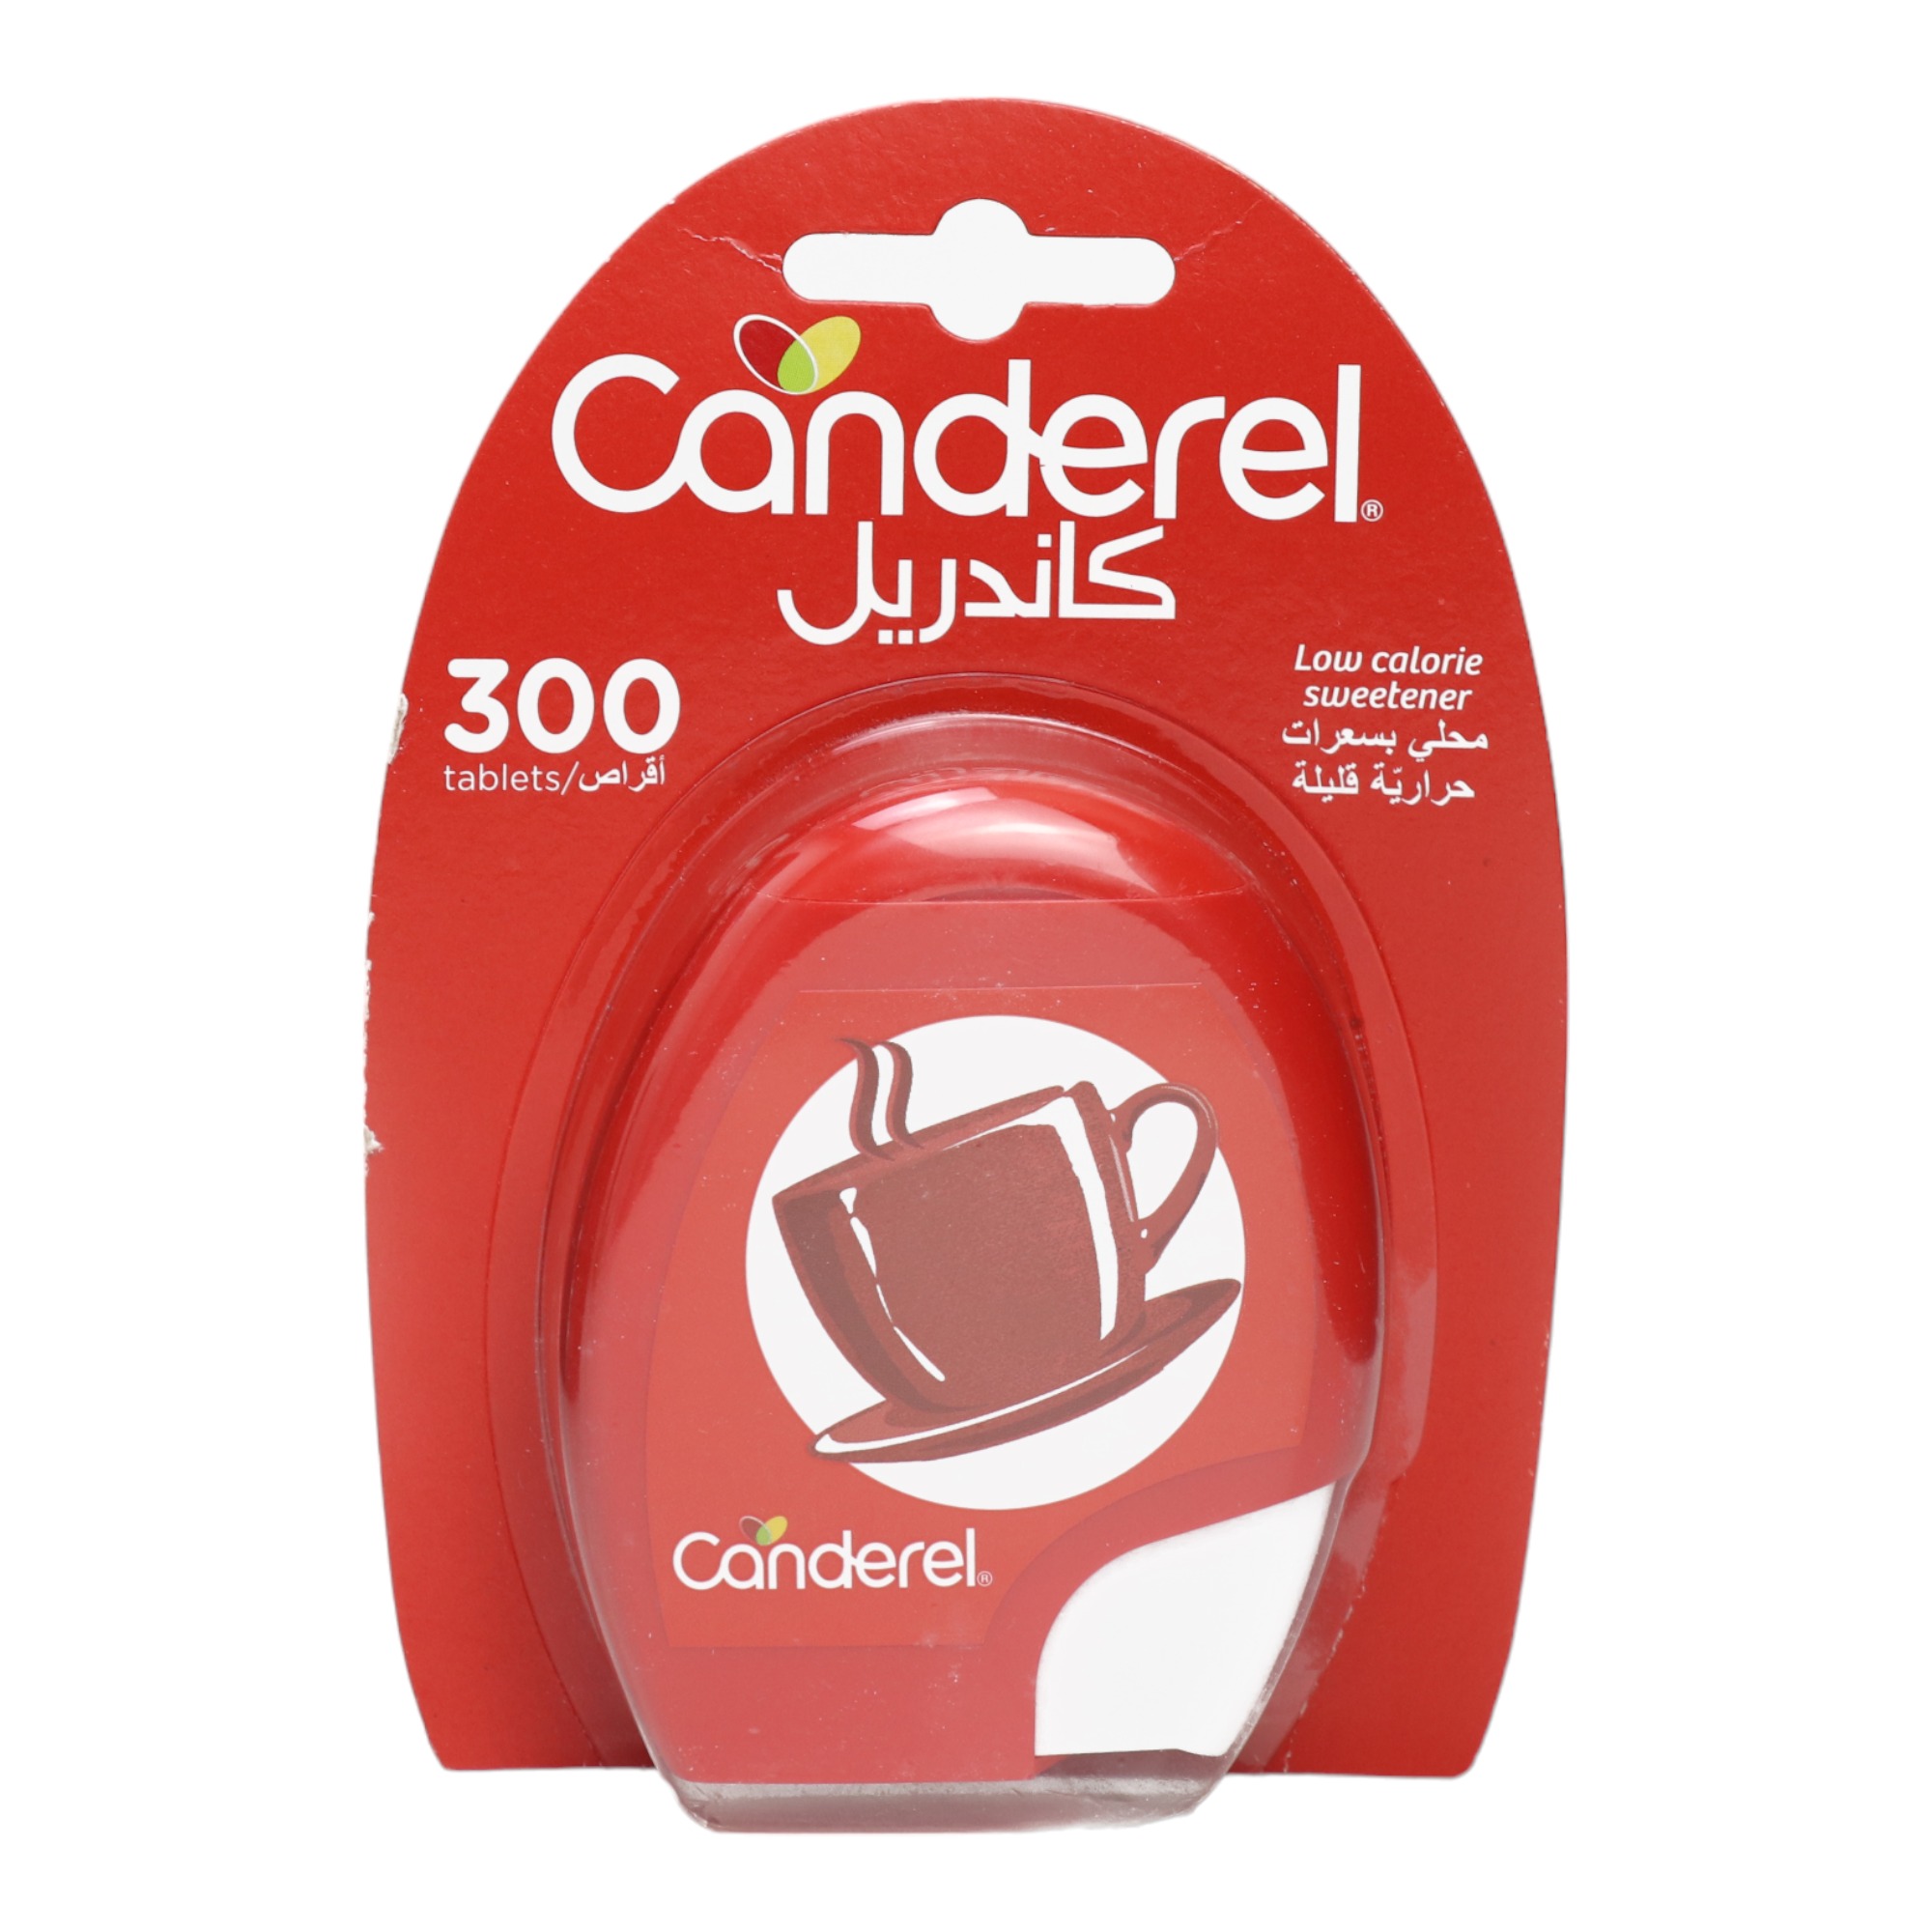 Canderel®
كاندريل
300
tablets/أقراص
Low calorie
sweetener
محلي بسعرات
حراريّة قليلة
Canderel®